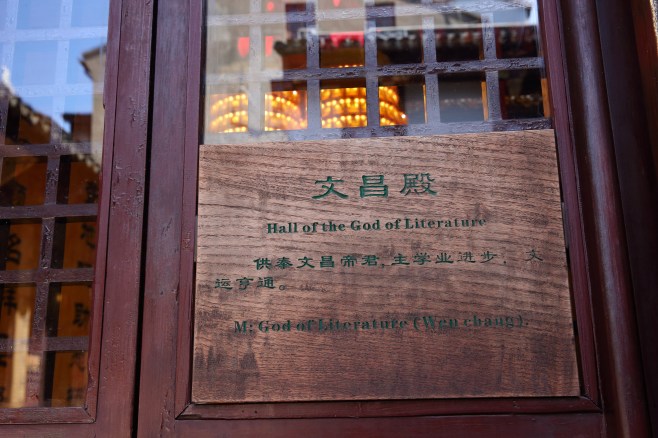 文昌殿
Hall of the God of Literature
供奉文昌帝君，主学业进步，文
运亨通。
M: God of Literature (Wen chang).